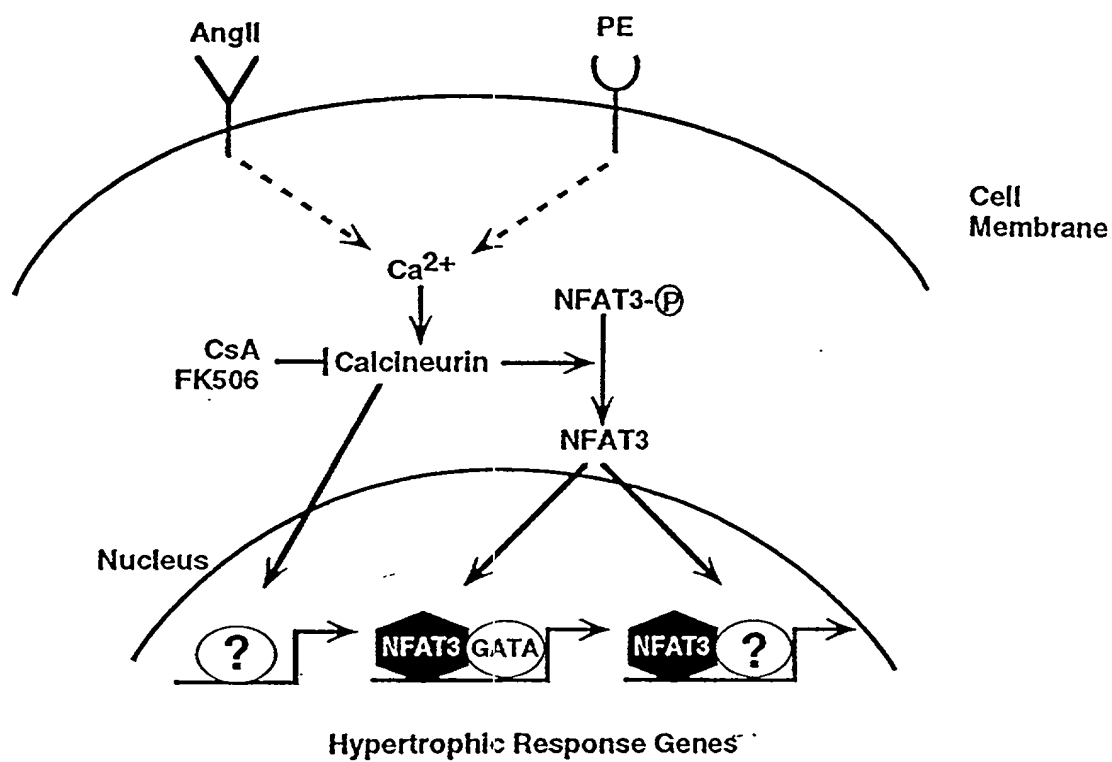 AngII
PE
Cell
Membrane
Ca2+
NFAT3-Ⓟ
CsA
FK506
Calcineurin
NFAT3
Nucleus
?
NFAT3
GATA
NFAT3
?
Hypertrophic Response Genes